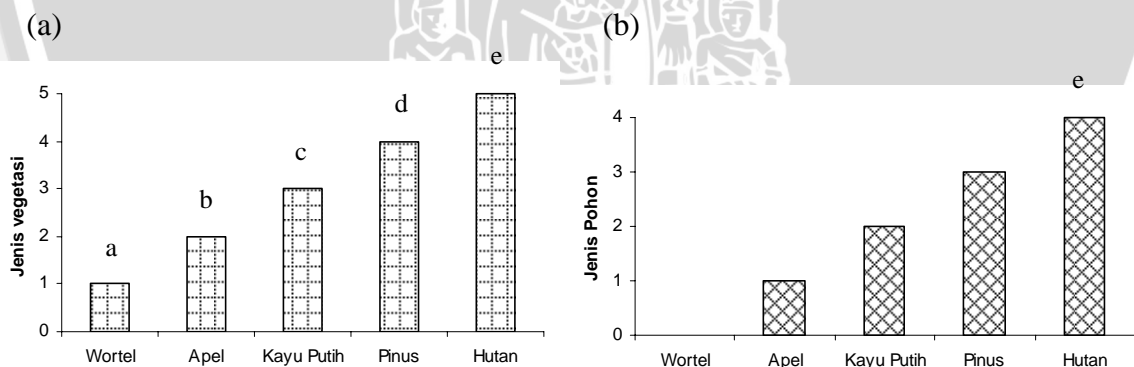 (a)
(b)
e
d
c
b
a
Jenis vegetasi
5
4
3
2
1
0
Wortel Apel Kayu Putih Pinus Hutan
e
Jenis Pohon
4
3
2
1
0
Wortel Apel Kayu Putih Pinus Hutan